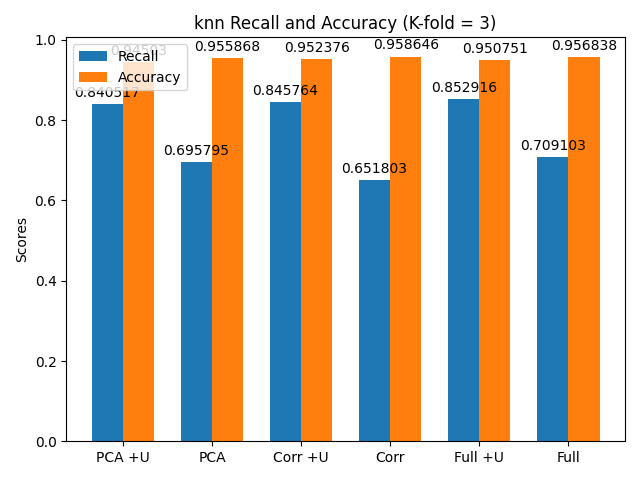 knn Recall and Accuracy (K-fold = 3)
Recall
Accuracy
0.840517
0.94503
0.695795
0.955868
0.845764
0.952376
0.651803
0.958646
0.852916
0.950751
0.709103
0.956838
Scores
1.0
0.8
0.6
0.4
0.2
0.0
PCA +U
PCA
Corr +U
Corr
Full +U
Full